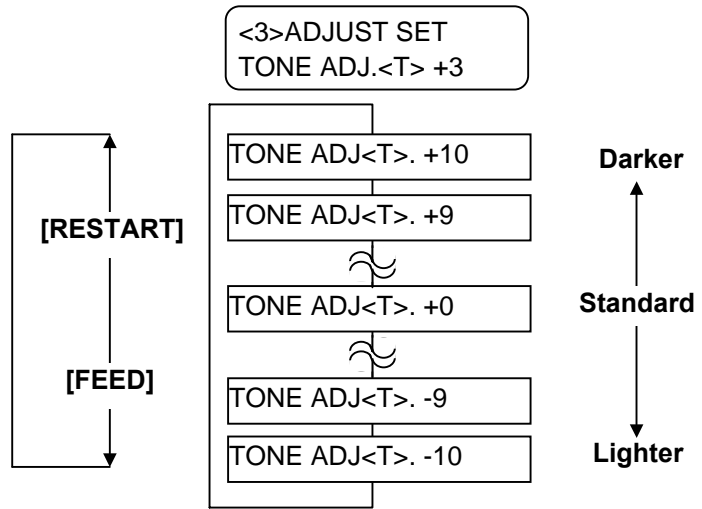 <3>ADJUST SET
TONE ADJ.<T> +3
TONE ADJ<T>. +10
Darker
TONE ADJ<T>. +9
[RESTART]
TONE ADJ<T>. +0
Standard
[FEED]
TONE ADJ<T>. -9
TONE ADJ<T>. -10
Lighter